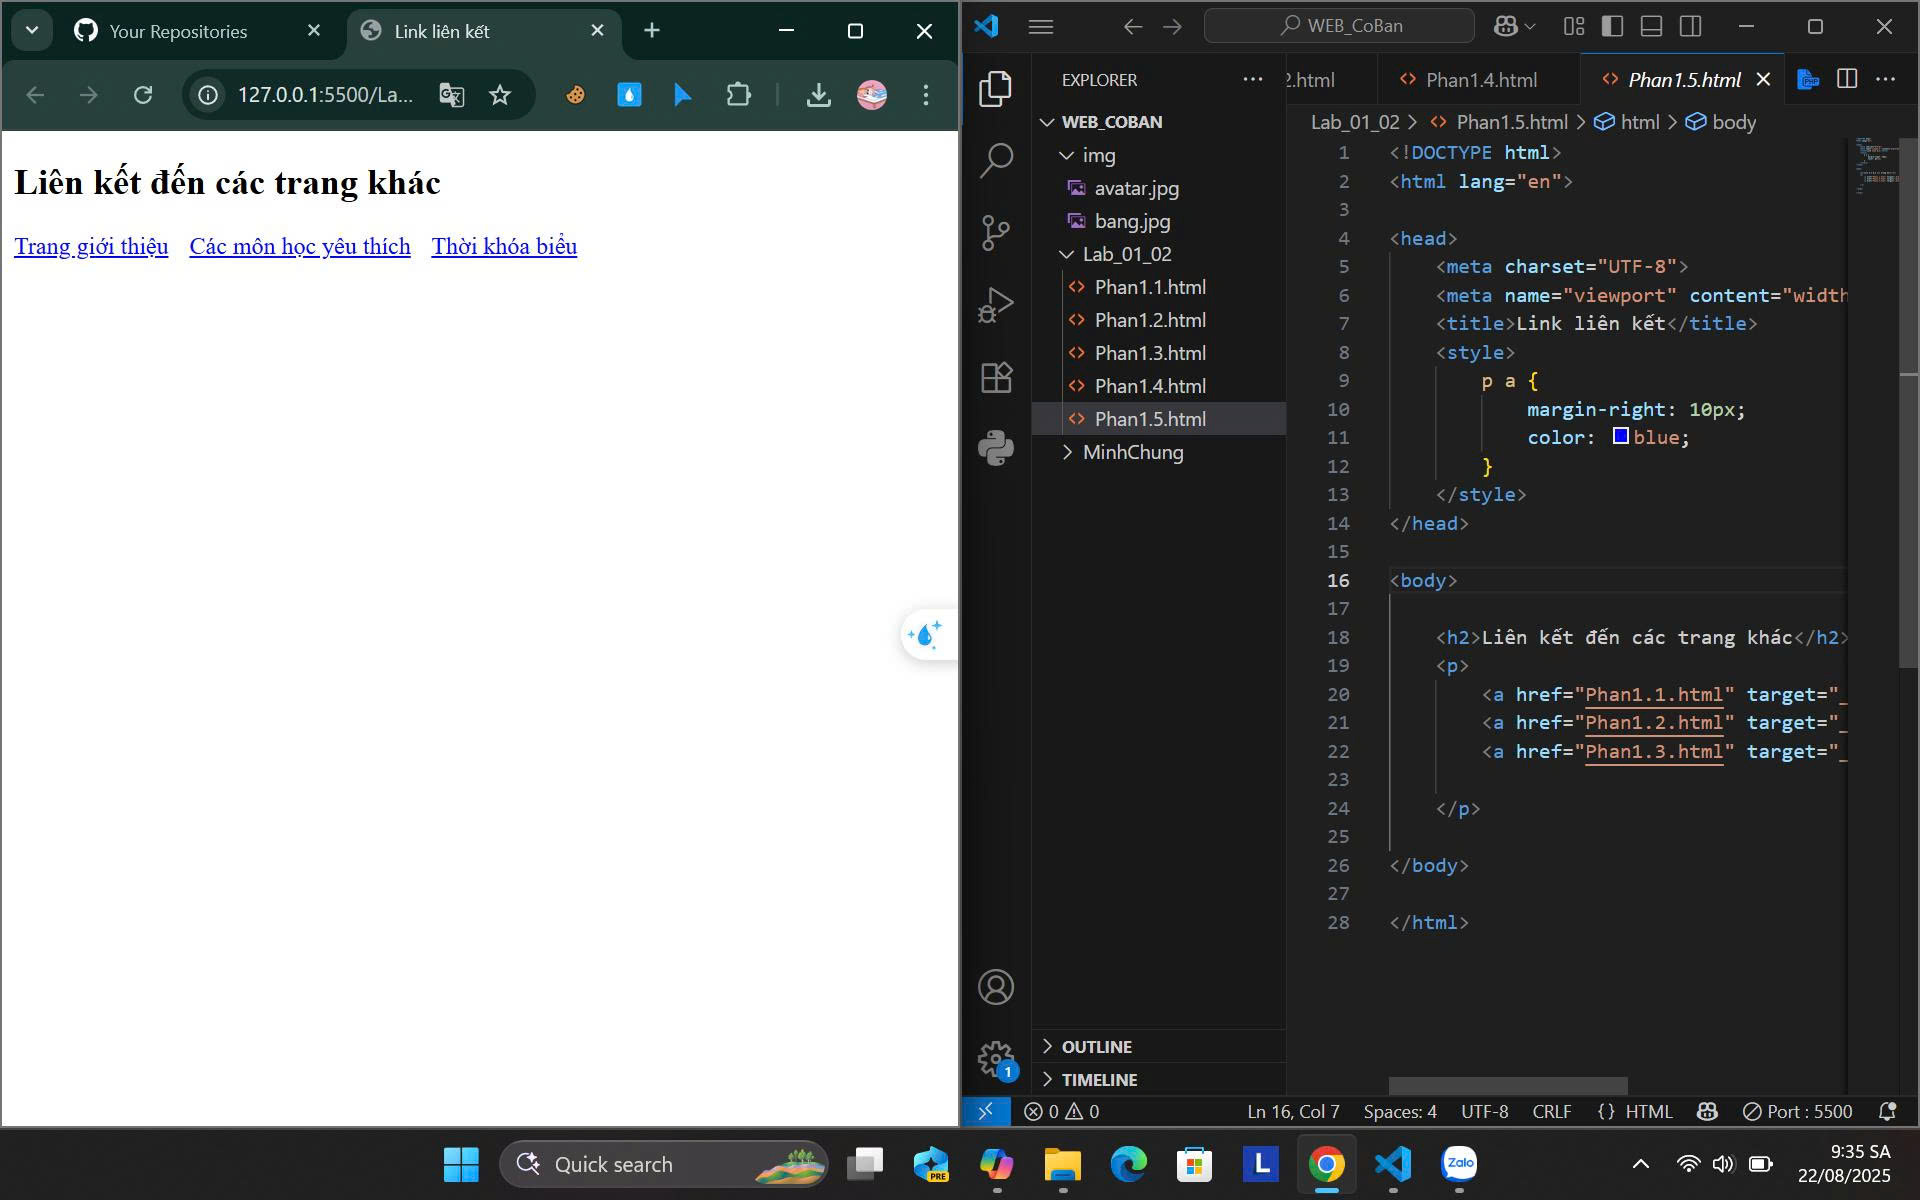 Your Repositories
Link liên kết
127.0.0.1:5500/La...
Liên kết đến các trang khác
Trang giới thiệu Các môn học yêu thích Thời khóa biểu
WEB_CoBan
EXPLORER
WEB_COBAN
img
avatar.jpg
bang.jpg
Lab_01_02
Phan1.1.html
Phan1.2.html
Phan1.3.html
Phan1.4.html
Phan1.5.html
MinhChung
OUTLINE
TIMELINE
2.html Phan1.4.html Phan1.5.html
Lab_01_02 > Phan1.5.html > html > body
1 <!DOCTYPE html>
2 <html lang="en">
3
4 <head>
5 <meta charset="UTF-8">
6 <meta name="viewport" content="width
7 <title>Link liên kết</title>
8 <style>
9 p a {
10 margin-right: 10px;
11 color: blue;
12 }
13 </style>
14 </head>
15
16 <body>
17
18 <h2>Liên kết đến các trang khác</h2>
19 <p>
20 <a href="Phan1.1.html" target="_
21 <a href="Phan1.2.html" target="_
22 <a href="Phan1.3.html" target="_
23
24 </p>
25
26 </body>
27
28 </html>
1
0 0 Ln 16, Col 7 Spaces: 4 UTF-8 CRLF {} HTML Port : 5500
Quick search
PRE
L
Zalo
9:35 SA
22/08/2025